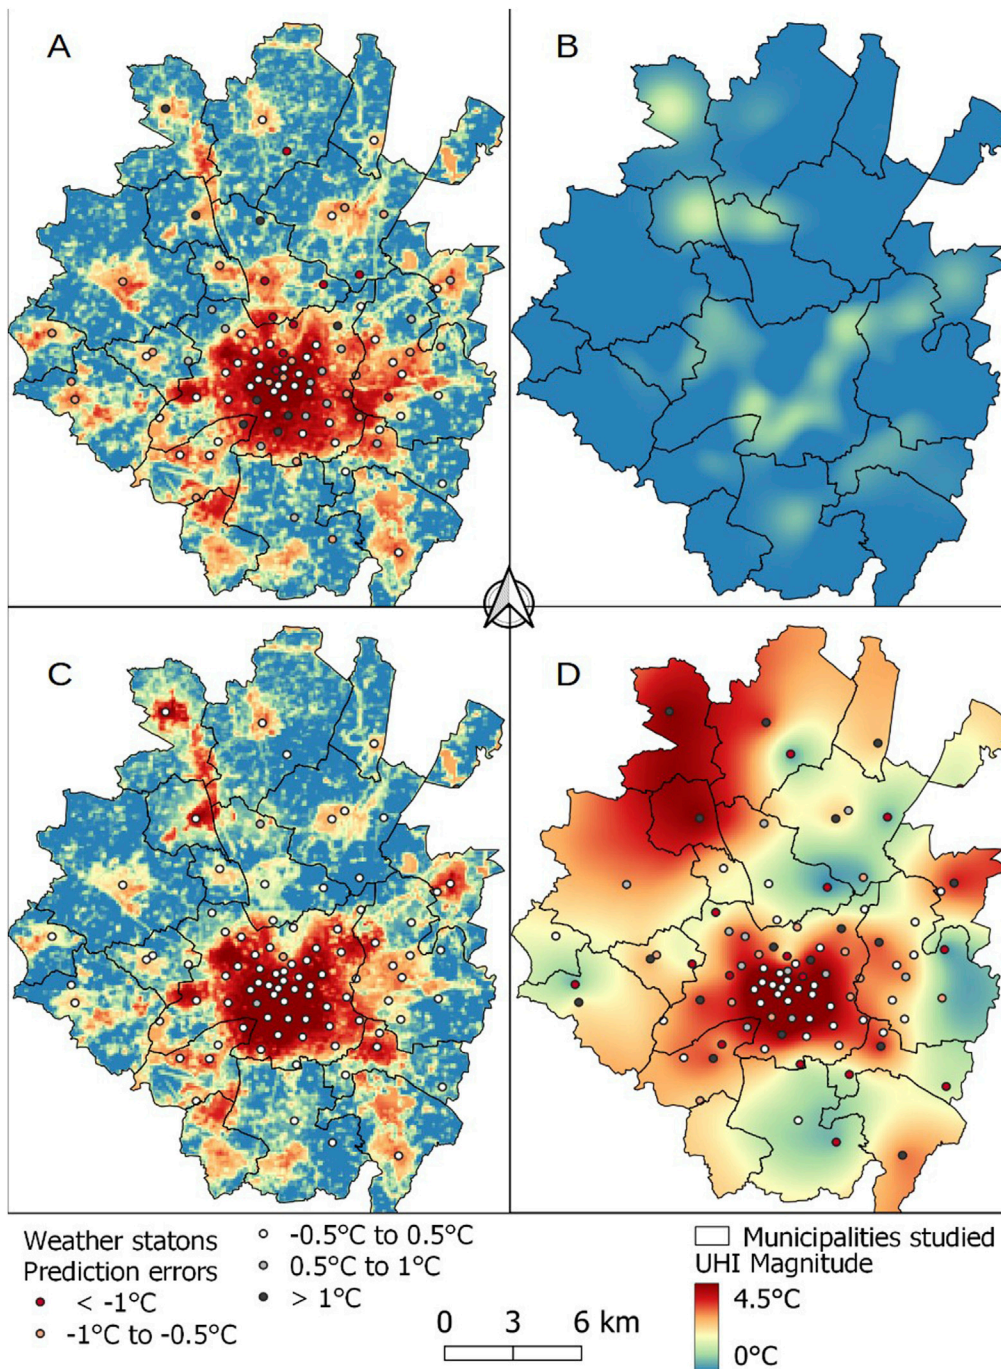 A
B
C
D
Weather statons
Prediction errors
< -1°C
-1°C to -0.5°C
-0.5°C to 0.5°C
0.5°C to 1°C
> 1°C
0 3 6 km
Municipalities studied
UHI Magnitude
4.5°C
0°C